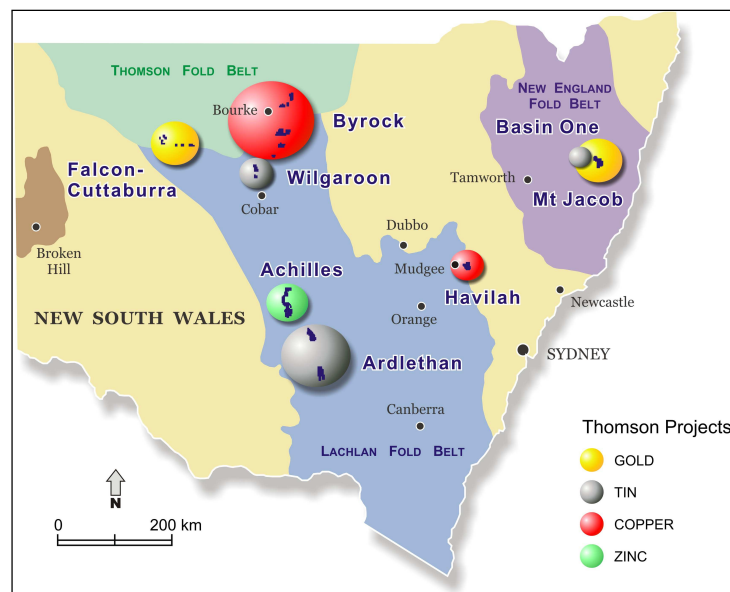 THOMSON FOLD BELT
NEW ENGLAND
FOLD BELT
Bourke
Byrock
Basin One
Falcon-
Cuttaburra
Wilgaroon
Tamworth
Mt Jacob
Cobar
Dubbo
Broken
Hill
Achilles
Mudgee
Havilah
Newcastle
NEW SOUTH WALES
Orange
SYDNEY
Ardlethan
Canberra
LACHLAN FOLD BELT
Thomson Projects
GOLD
TIN
COPPER
ZINC
N
0 200 km